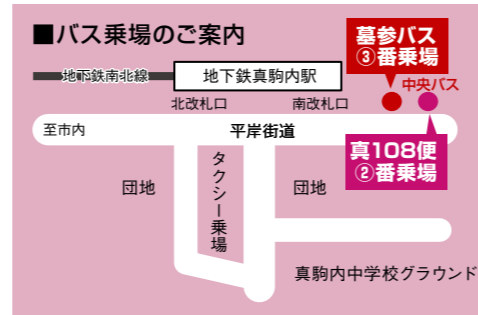 ■バス乗場のご案内
墓参バス
③番乗場
地下鉄南北線
地下鉄真駒内駅
中央バス
北改札口
南改札口
至市内
平岸街道
真108便
②番乗場
団地
タクシー乗場
団地
真駒内中学校グラウンド